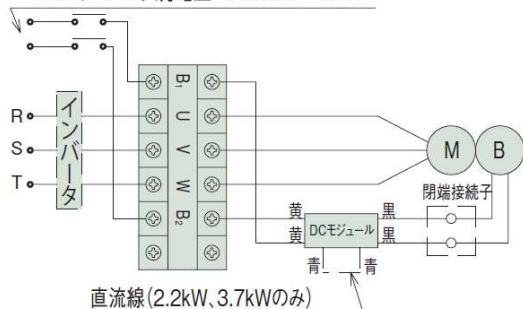 B₁
R
S
T
インバータ
U
V
W
B₂
M
B
閉端接続子
黄
黄
DCモジュール
黒
黒
青
青
直流線(2.2kW、3.7kWのみ)